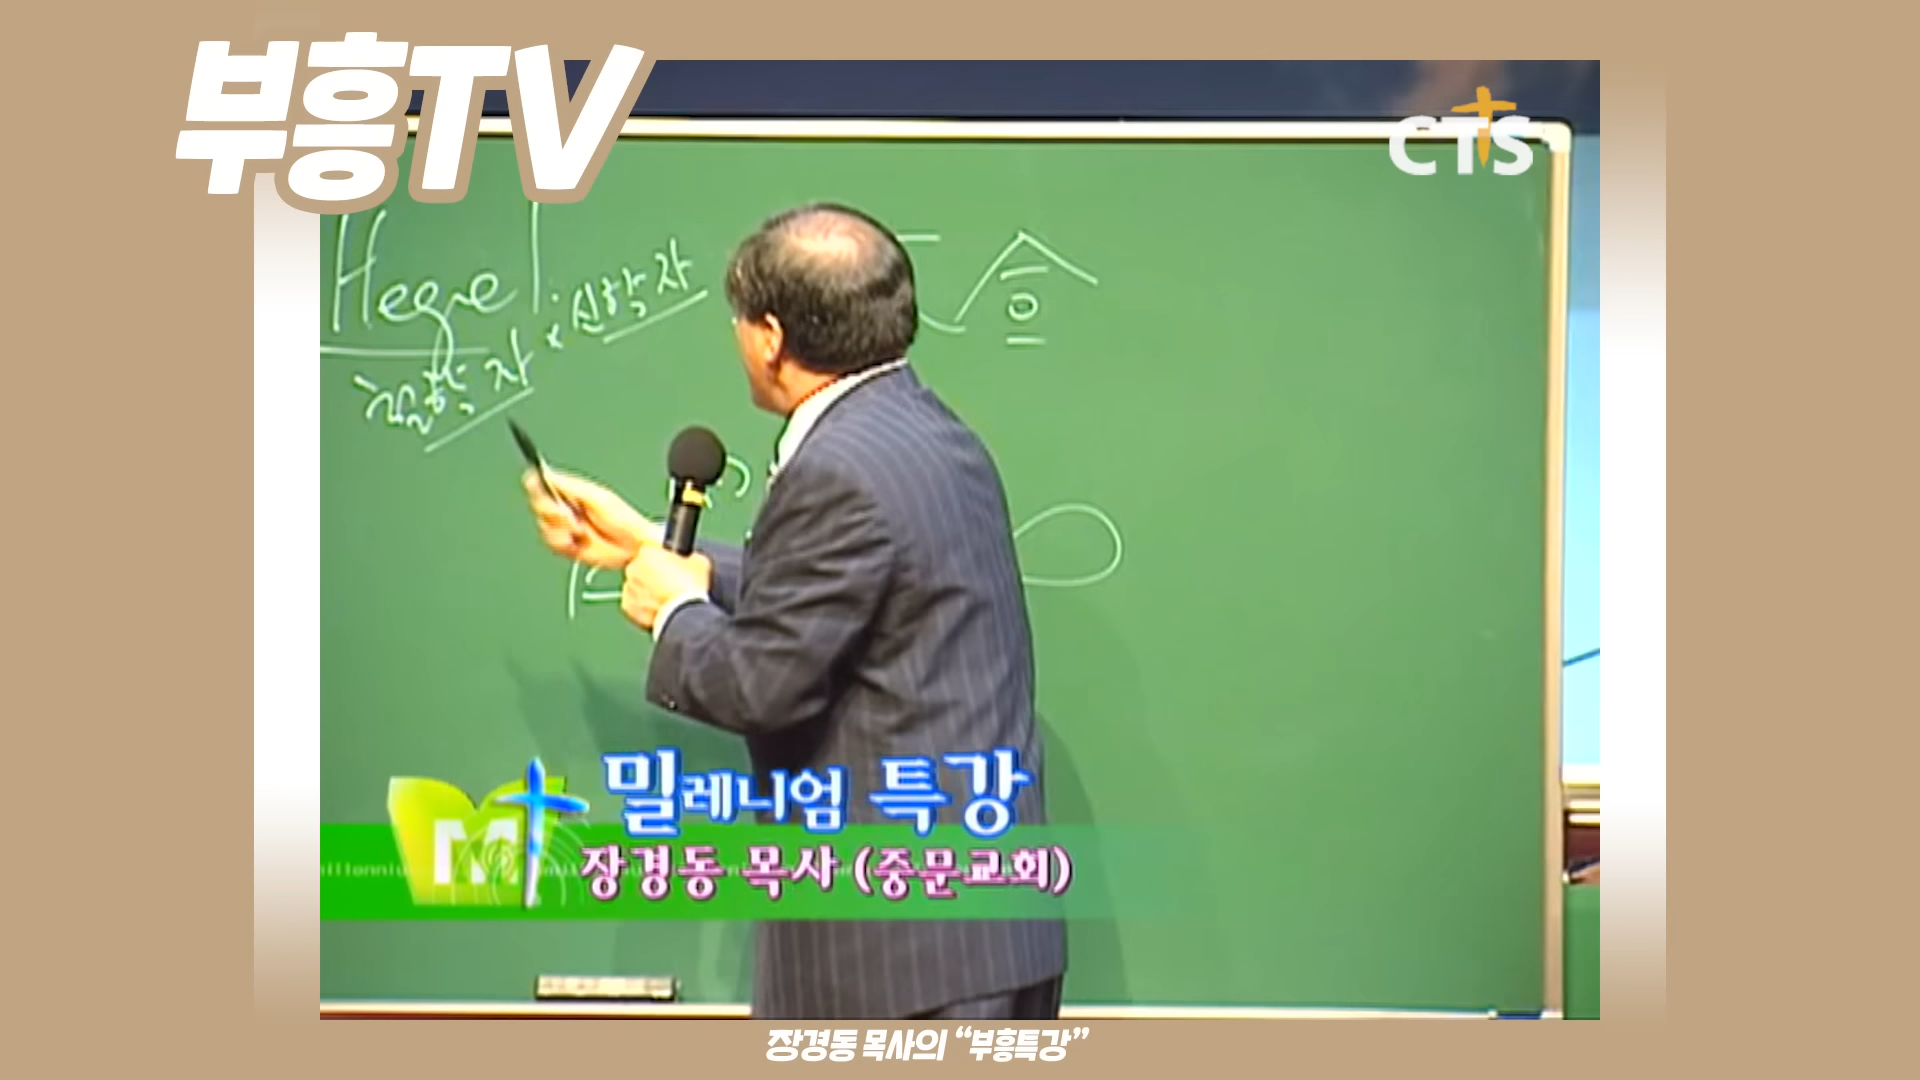 부흥TV
CTS
Hegel
철학자 × 신학자
음
밀레니엄 특강
M
장경동 목사 (중문교회)
장경동 목사의 “부흥특강”